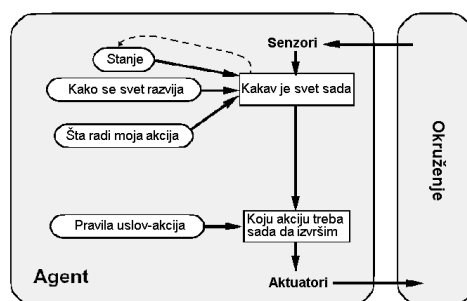 Senzori
Stanje
Kako se svet razvija
Kakav je svet sada
Šta radi moja akcija
Okruženje
Pravila uslov-akcija
Koju akciju treba
sada da izvršim
Agent
Aktuatori